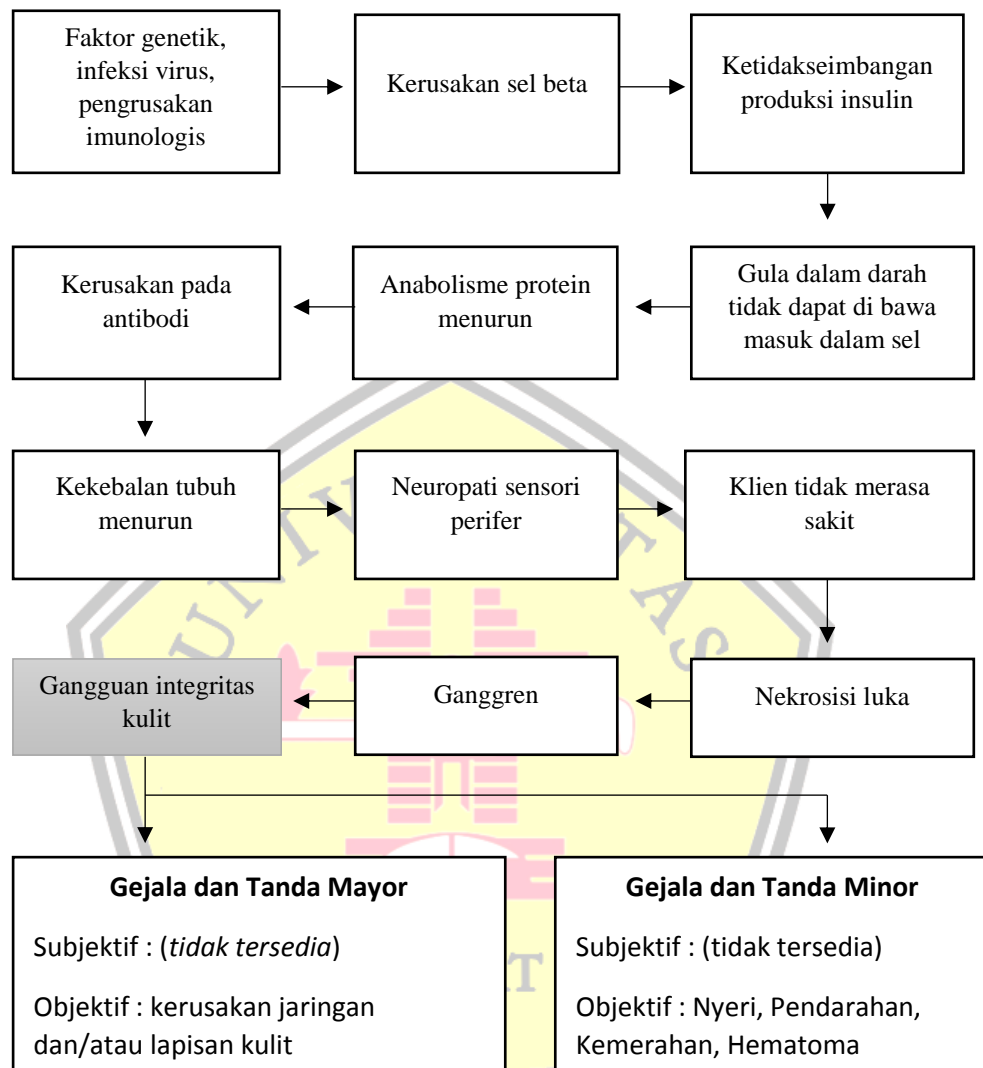 Faktor genetik,
infeksi virus,
pengrusakan
imunologis
Kerusakan sel beta
Ketidakseimbangan
produksi insulin
Gula dalam darah
tidak dapat di bawa
masuk dalam sel
Anabolisme protein
menurun
Kerusakan pada
antibodi
Kekebalan tubuh
menurun
Neuropati sensori
perifer
Klien tidak merasa
sakit
Nekrosisi luka
Ganggren
Gangguan integritas
kulit
Gejala dan Tanda Mayor
Subjektif : (tidak tersedia)
Objektif : kerusakan jaringan
dan/atau lapisan kulit
Gejala dan Tanda Minor
Subjektif : (tidak tersedia)
Objektif : Nyeri, Pendarahan,
Kemerahan, Hematoma